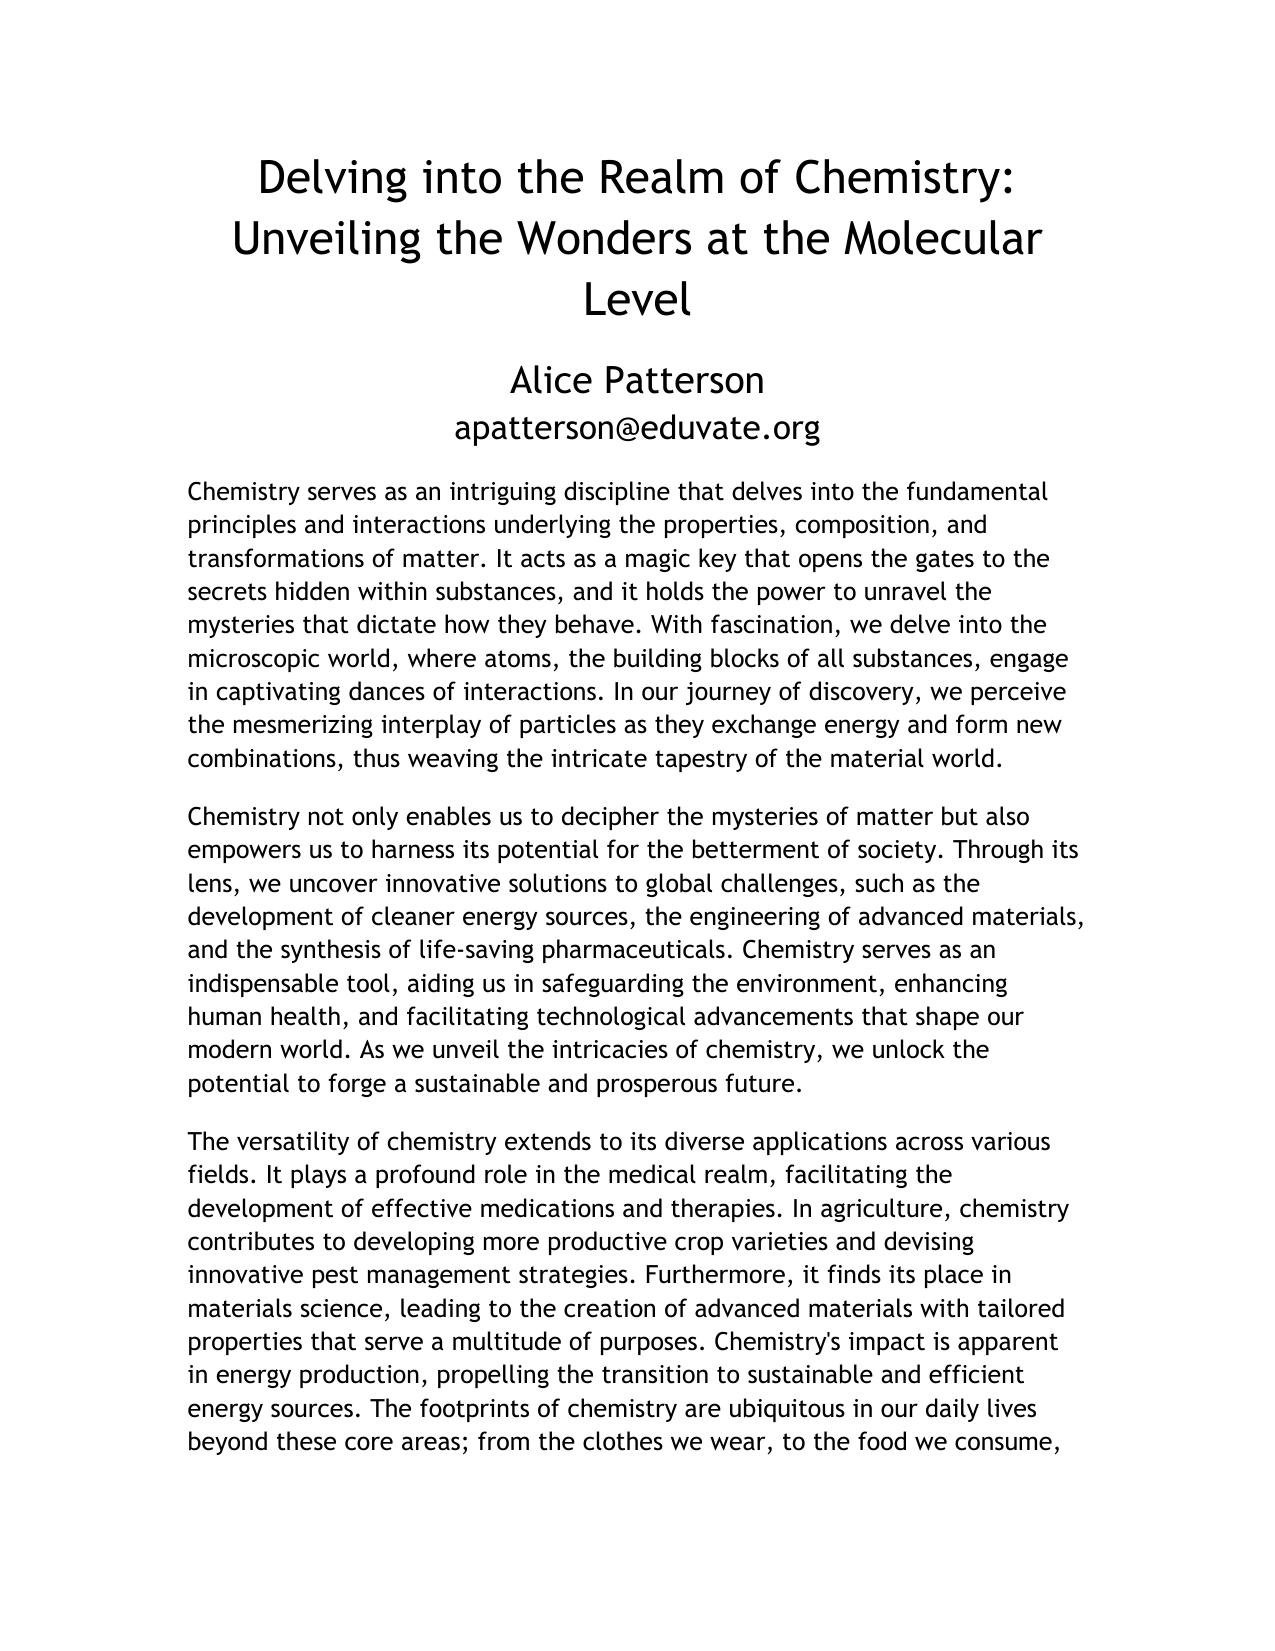 Delving into the Realm of Chemistry:
Unveiling the Wonders at the Molecular
Level
Alice Patterson
apatterson@eduvate.org
Chemistry serves as an intriguing discipline that delves into the fundamental
principles and interactions underlying the properties, composition, and
transformations of matter. It acts as a magic key that opens the gates to the
secrets hidden within substances, and it holds the power to unravel the
mysteries that dictate how they behave. With fascination, we delve into the
microscopic world, where atoms, the building blocks of all substances, engage
in captivating dances of interactions. In our journey of discovery, we perceive
the mesmerizing interplay of particles as they exchange energy and form new
combinations, thus weaving the intricate tapestry of the material world.
Chemistry not only enables us to decipher the mysteries of matter but also
empowers us to harness its potential for the betterment of society. Through its
lens, we uncover innovative solutions to global challenges, such as the
development of cleaner energy sources, the engineering of advanced materials,
and the synthesis of life-saving pharmaceuticals. Chemistry serves as an
indispensable tool, aiding us in safeguarding the environment, enhancing
human health, and facilitating technological advancements that shape our
modern world. As we unveil the intricacies of chemistry, we unlock the
potential to forge a sustainable and prosperous future.
The versatility of chemistry extends to its diverse applications across various
fields. It plays a profound role in the medical realm, facilitating the
development of effective medications and therapies. In agriculture, chemistry
contributes to developing more productive crop varieties and devising
innovative pest management strategies. Furthermore, it finds its place in
materials science, leading to the creation of advanced materials with tailored
properties that serve a multitude of purposes. Chemistry's impact is apparent
in energy production, propelling the transition to sustainable and efficient
energy sources. The footprints of chemistry are ubiquitous in our daily lives
beyond these core areas; from the clothes we wear, to the food we consume,